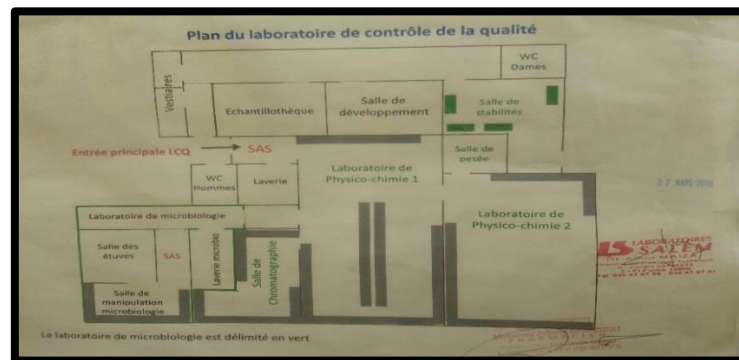 Plan du laboratoire de contrôle de la qualité
WC
Dames
Vestiaires
Echantillothèque
Salle de
développement
Salle de
stabilités
Entrée principale LCQ
SAS
Salle de
pesée
WC
Hommes
Laverie
Laboratoire de
Physico-chimie 1
22 MARS
Laboratoire de microbiologie
Laboratoire de
Physico-chimie 2
Salle des
étuves
SAS
Laverie microbio
Salle de
Chromatographie
LS LABORATOIRES
SALEM
Salle de
manipulation
microbiologie
Le laboratoire de microbiologie est délimité en vert